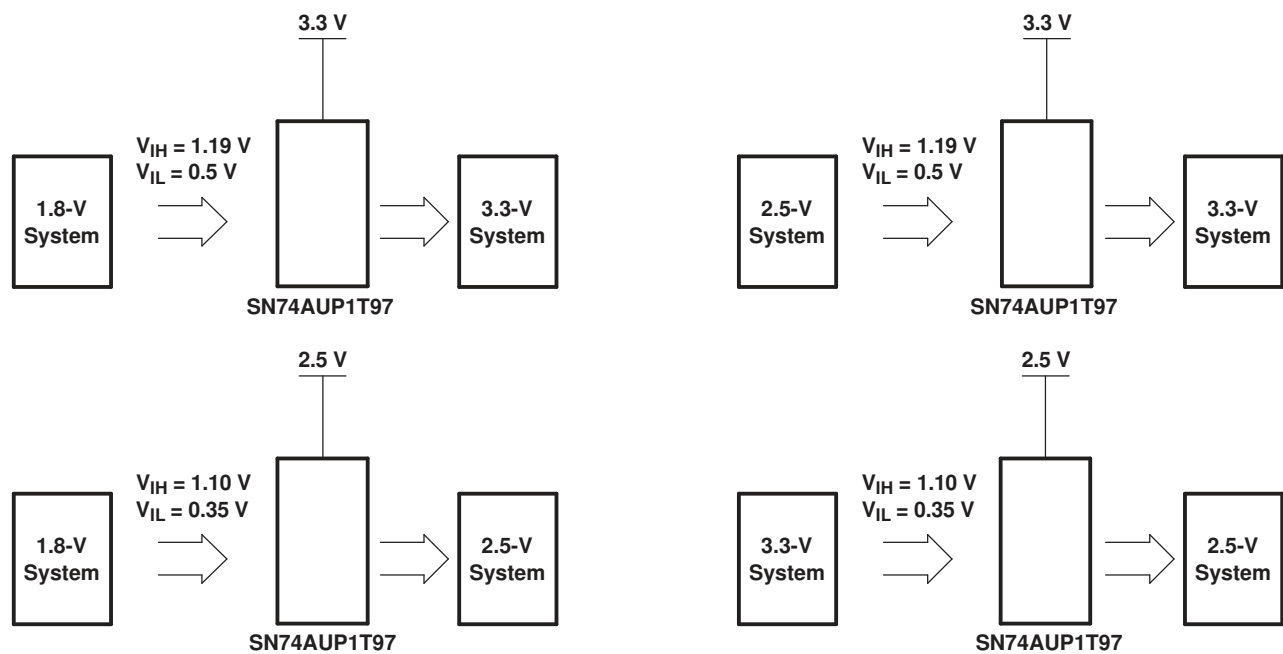 3.3 V
V_IH = 1.19 V
V_IL = 0.5 V
1.8-V
System
3.3-V
System
SN74AUP1T97
3.3 V
V_IH = 1.19 V
V_IL = 0.5 V
2.5-V
System
3.3-V
System
SN74AUP1T97
2.5 V
V_IH = 1.10 V
V_IL = 0.35 V
1.8-V
System
2.5-V
System
SN74AUP1T97
2.5 V
V_IH = 1.10 V
V_IL = 0.35 V
3.3-V
System
2.5-V
System
SN74AUP1T97